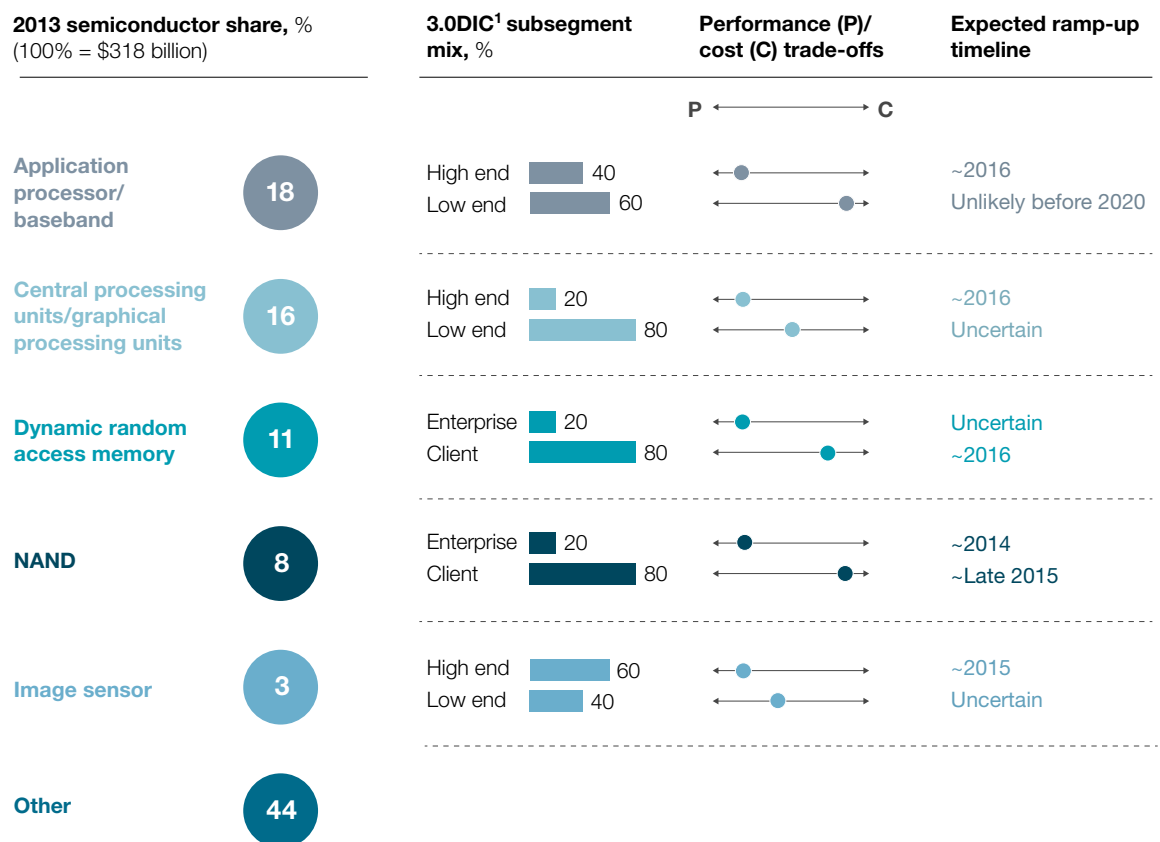 2013 semiconductor share, %
(100% = $318 billion)
3.0DIC¹ subsegment
mix, %
Performance (P)/
cost (C) trade-offs
Expected ramp-up
timeline
P
C
Application
processor/
baseband
18
High end
40
~2016
Low end
60
Unlikely before 2020
Central processing
units/graphical
processing units
16
High end
20
~2016
Low end
80
Uncertain
Dynamic random
access memory
11
Enterprise
20
Uncertain
Client
80
~2016
NAND
8
Enterprise
20
~2014
Client
80
~Late 2015
Image sensor
3
High end
60
~2015
Low end
40
Uncertain
Other
44